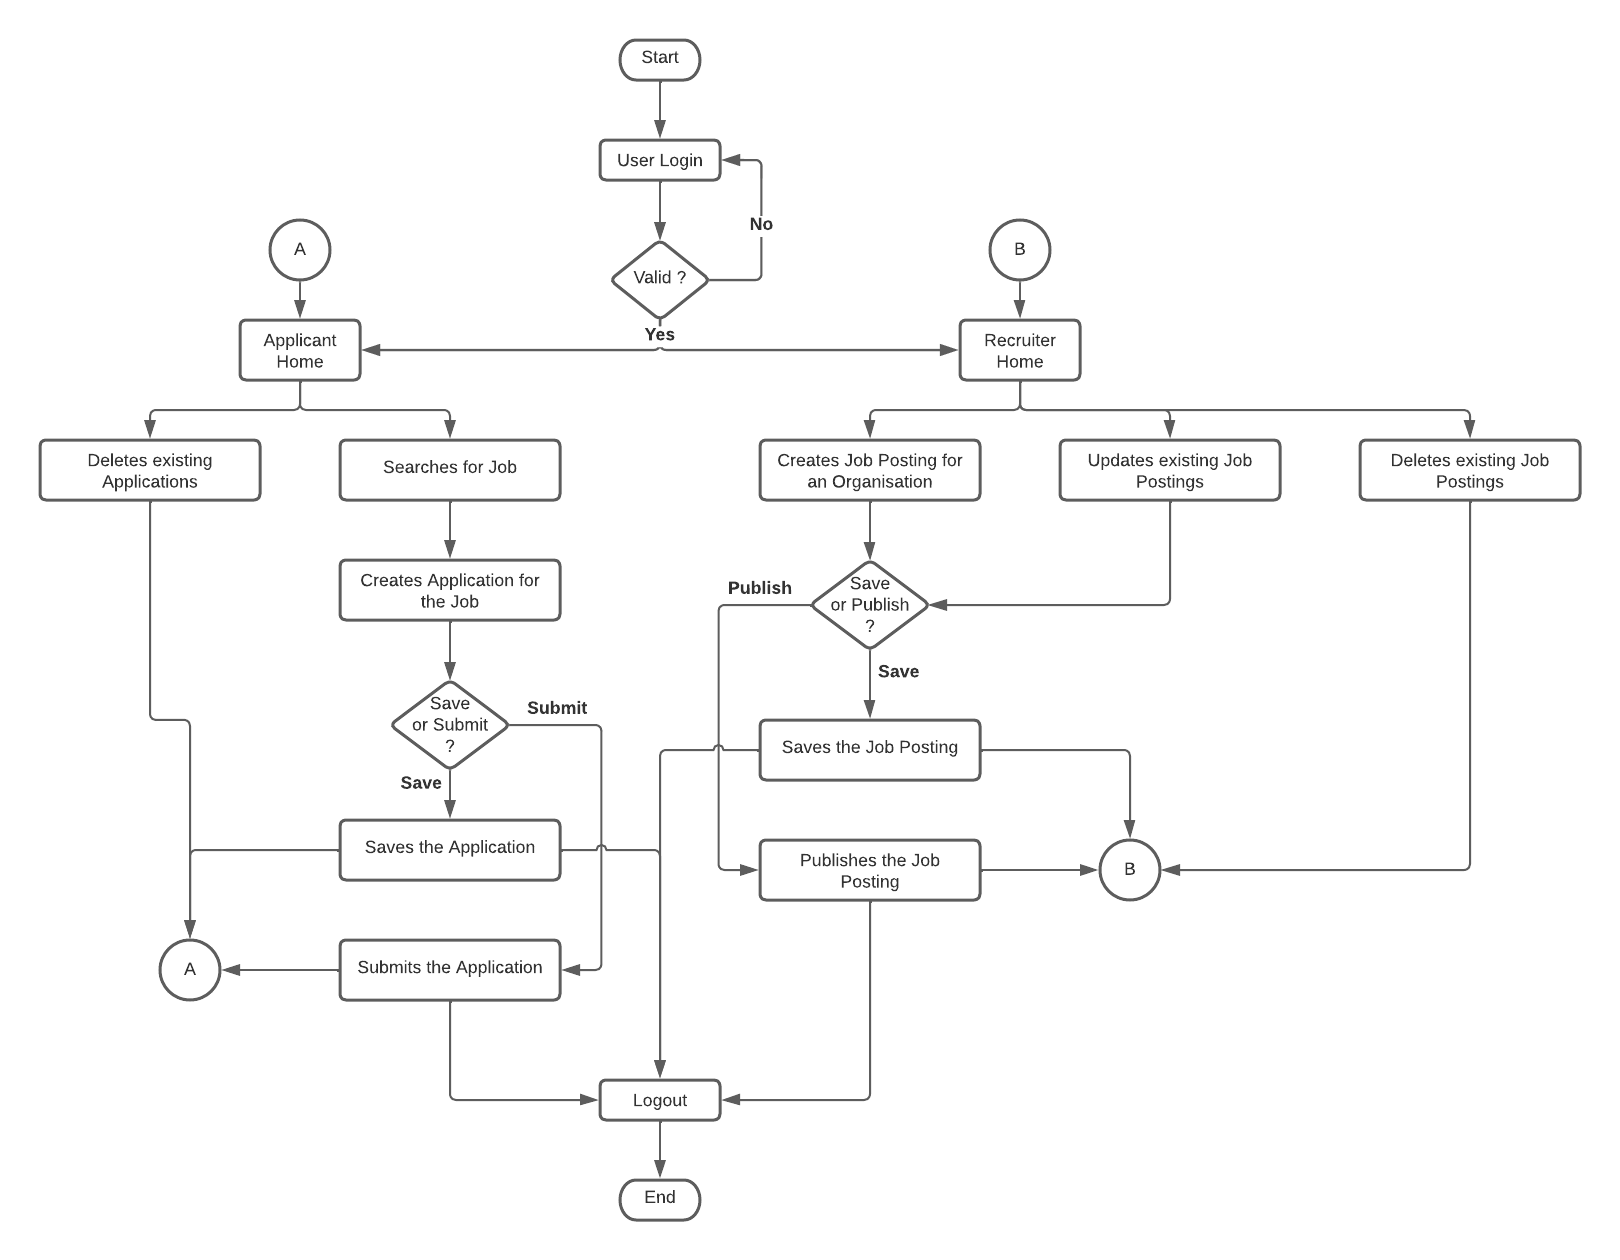 Start
User Login
No
A
B
Valid ?
Yes
Applicant
Home
Recruiter
Home
Deletes existing
Applications
Searches for Job
Creates Job Posting for
an Organisation
Updates existing Job
Postings
Deletes existing Job
Postings
Creates Application for
the Job
Publish
Save
or Publish
?
Save
Save
or Submit
?
Submit
Save
Saves the Job Posting
Saves the Application
Publishes the Job
Posting
B
A
Submits the Application
Logout
End